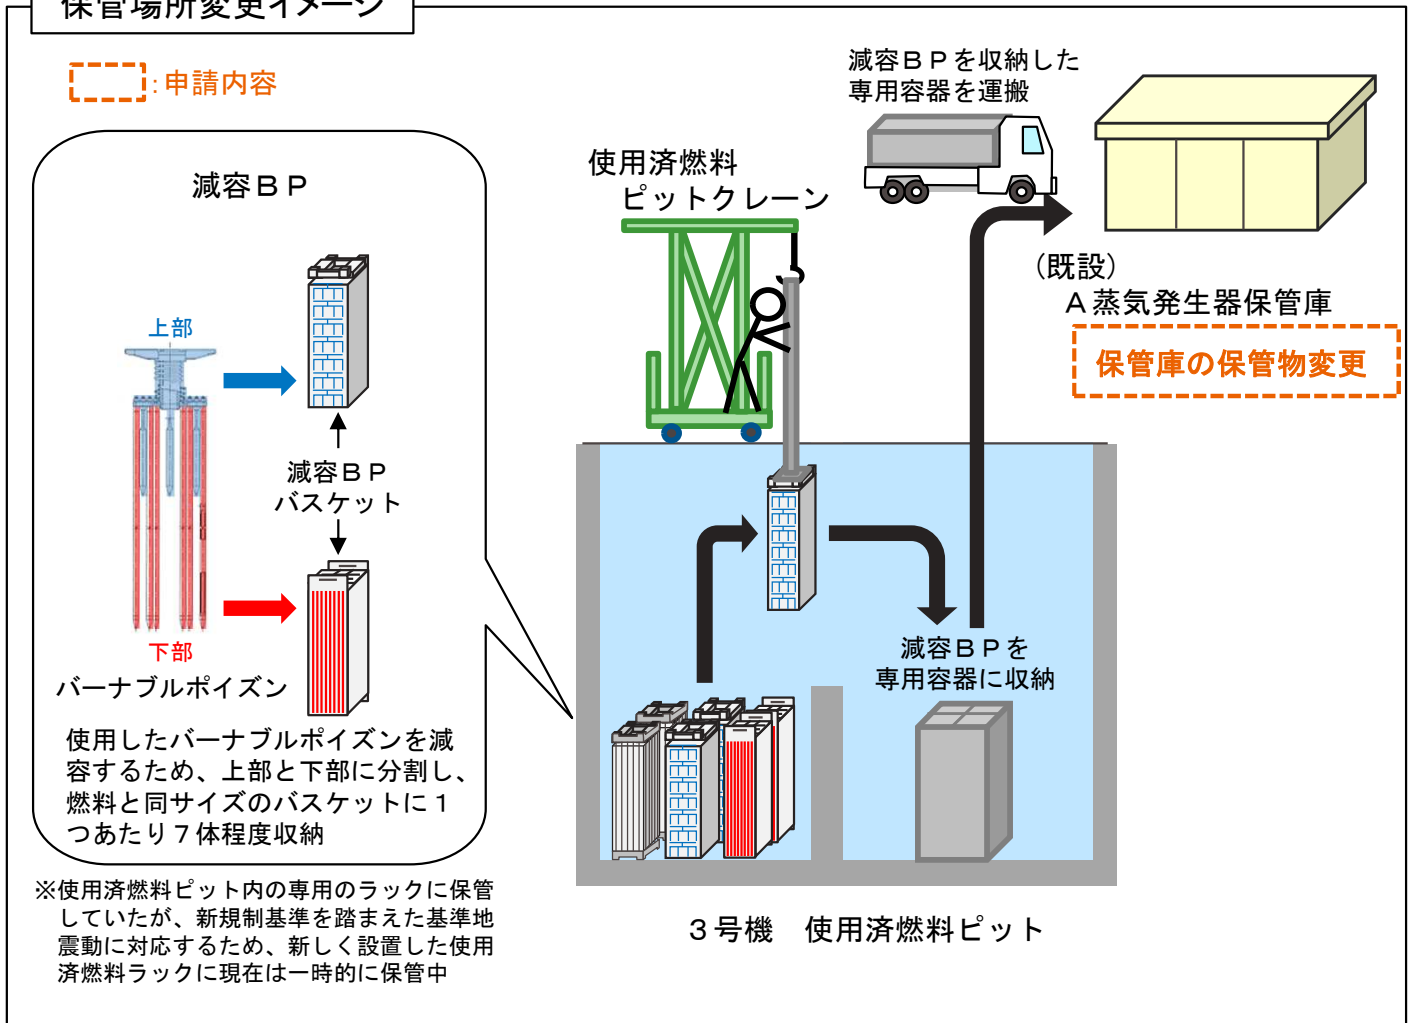 保管場所変更イメージ
：申請内容
減容ＢＰ
上部
減容ＢＰ
バスケット
下部
バーナブルポイズン
使用したバーナブルポイズンを減
容するため、上部と下部に分割し、
燃料と同サイズのバスケットに１
つあたり７体程度収納
※使用済燃料ピット内の専用のラックに保管
していたが、新規制基準を踏まえた基準地
震動に対応するため、新しく設置した使用
済燃料ラックに現在は一時的に保管中
使用済燃料
ピットクレーン
減容ＢＰを収納した
専用容器を運搬
（既設）
Ａ蒸気発生器保管庫
保管庫の保管物変更
減容ＢＰを
専用容器に収納
３号機　使用済燃料ピット